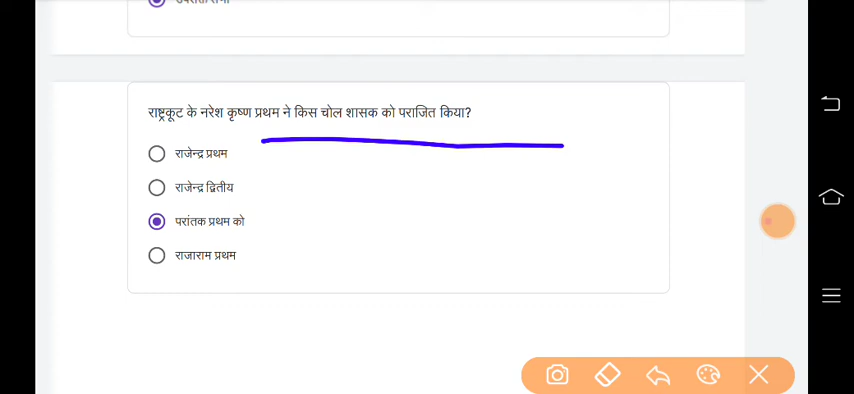 राष्ट्रकूट के नरेश कृष्ण प्रथम ने किस चोल शासक को पराजित किया?
राजेन्द्र प्रथम
राजेन्द्र द्वितीय
परांतक प्रथम को
राजाराम प्रथम